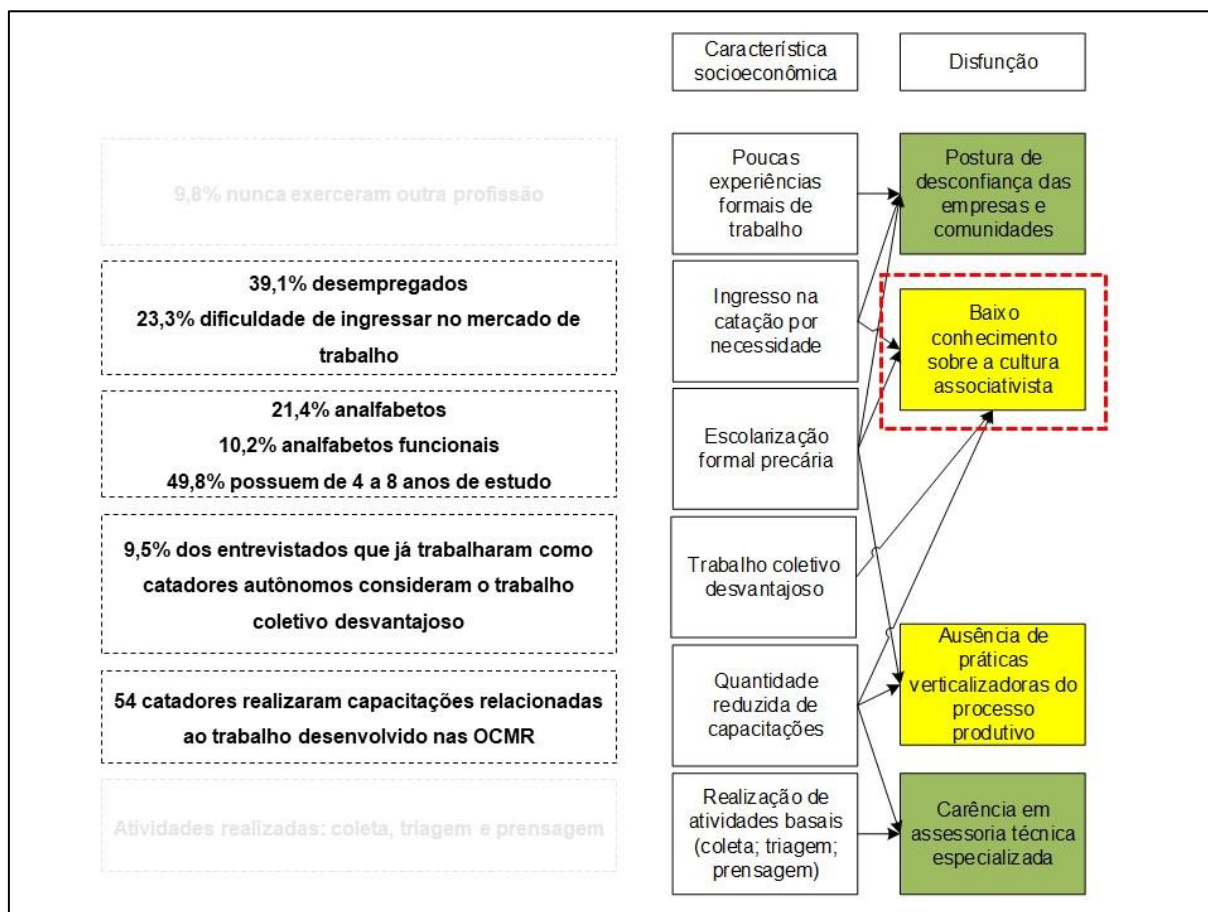 Característica
socioeconômica
Disfunção
9,8% nunca exerceram outra profissão
Poucas
experiências
formais de
trabalho
Postura de
desconfiança das
empresas e
comunidades
39,1% desempregados
23,3% dificuldade de ingressar no mercado de
trabalho
Ingresso na
catação por
necessidade
Baixo
conhecimento
sobre a cultura
associativista
21,4% analfabetos
10,2% analfabetos funcionais
49,8% possuem de 4 a 8 anos de estudo
Escolarização
formal precária
9,5% dos entrevistados que já trabalharam como
catadores autônomos consideram o trabalho
coletivo desvantajoso
Trabalho coletivo
desvantajoso
54 catadores realizaram capacitações relacionadas
ao trabalho desenvolvido nas OCMR
Quantidade
reduzida de
capacitações
Ausência de
práticas
verticalizadoras do
processo
produtivo
Atividades realizadas: coleta, triagem e prensagem
Realização de
atividades basais
(coleta; triagem;
prensagem)
Carência em
assessoria técnica
especializada